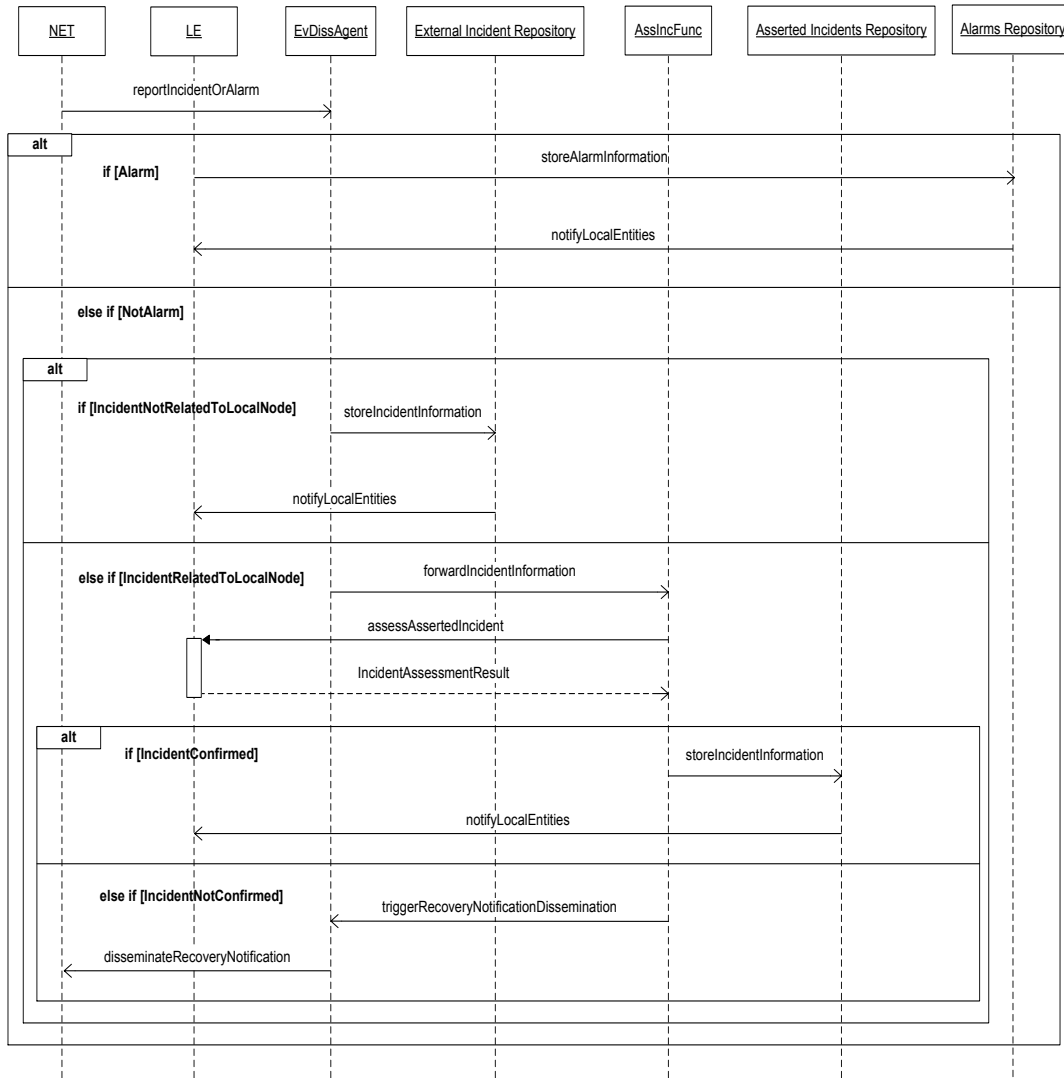 NET
LE
EvDissAgent
External Incident Repository
AssIncFunc
Asserted Incidents Repository
Alarms Repository
reportIncidentOrAlarm
alt
if [Alarm]
storeAlarmInformation
notifyLocalEntities
else if [NotAlarm]
alt
if [IncidentNotRelatedToLocalNode]
storeIncidentInformation
notifyLocalEntities
else if [IncidentRelatedToLocalNode]
forwardIncidentInformation
assessAssertedIncident
IncidentAssessmentResult
alt
if [IncidentConfirmed]
storeIncidentInformation
notifyLocalEntities
else if [IncidentNotConfirmed]
triggerRecoveryNotificationDissemination
disseminateRecoveryNotification